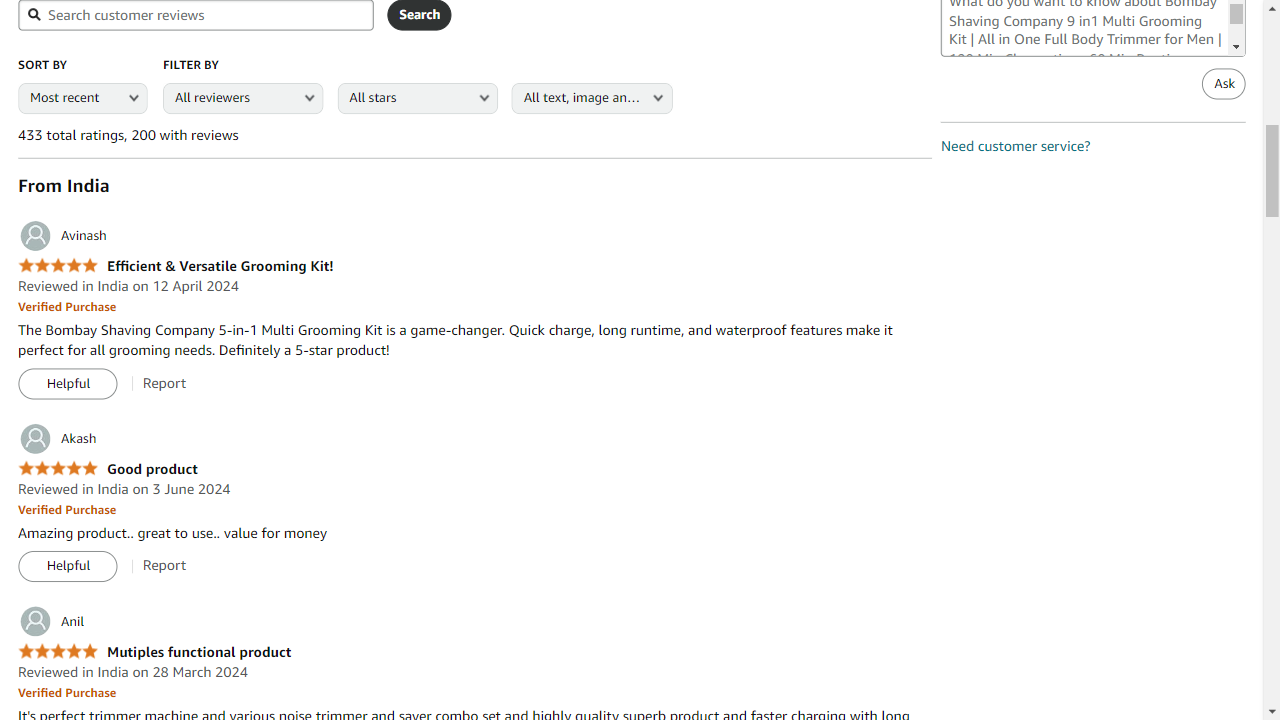 Search customer reviews
Search
SORT BY
FILTER BY
Most recent
All reviewers
All stars
All text, image an...
433 total ratings, 200 with reviews
From India
Avinash
Efficient & Versatile Grooming Kit!
Reviewed in India on 12 April 2024
Verified Purchase
The Bombay Shaving Company 5-in-1 Multi Grooming Kit is a game-changer. Quick charge, long runtime, and waterproof features make it
perfect for all grooming needs. Definitely a 5-star product!
Helpful
Report
Akash
Good product
Reviewed in India on 3 June 2024
Verified Purchase
Amazing product.. great to use.. value for money
Helpful
Report
Anil
Mutiples functional product
Reviewed in India on 28 March 2024
Verified Purchase
It's perfect trimmer machine and various noise trimmer and saver combo set and highly quality superb product and faster charging with long
What do you want to know about Bombay
Shaving Company 9 in1 Multi Grooming
Kit | All in One Full Body Trimmer for Men |
Ask
Need customer service?